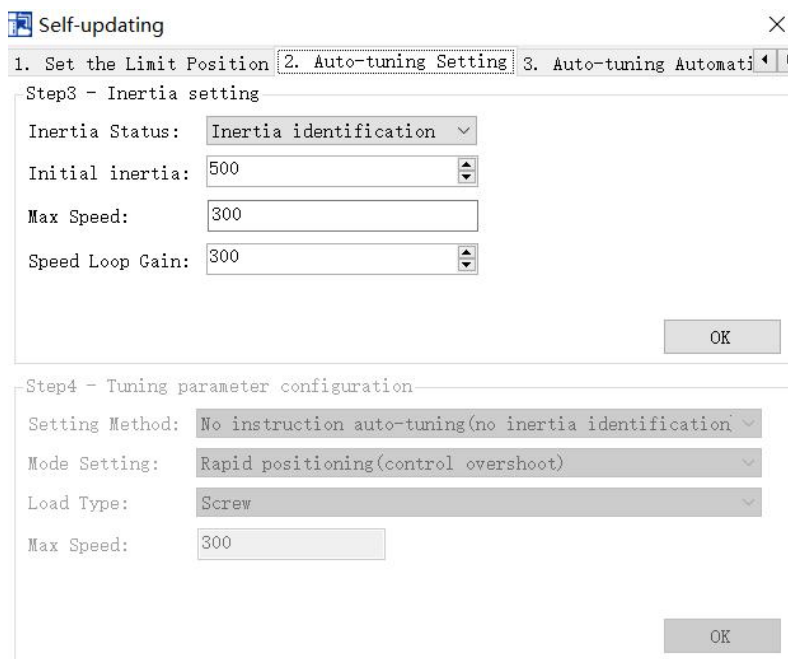 Self-updating
1. Set the Limit Position 2. Auto-tuning Setting 3. Auto-tuning Automati
Step3 - Inertia setting
Inertia Status: Inertia identification
Initial inertia: 500
Max Speed: 300
Speed Loop Gain: 300
OK
Step4 - Tuning parameter configuration
Setting Method: No instruction auto-tuning(no inertia identification
Mode Setting: Rapid positioning(control overshoot)
Load Type: Screw
Max Speed: 300
OK